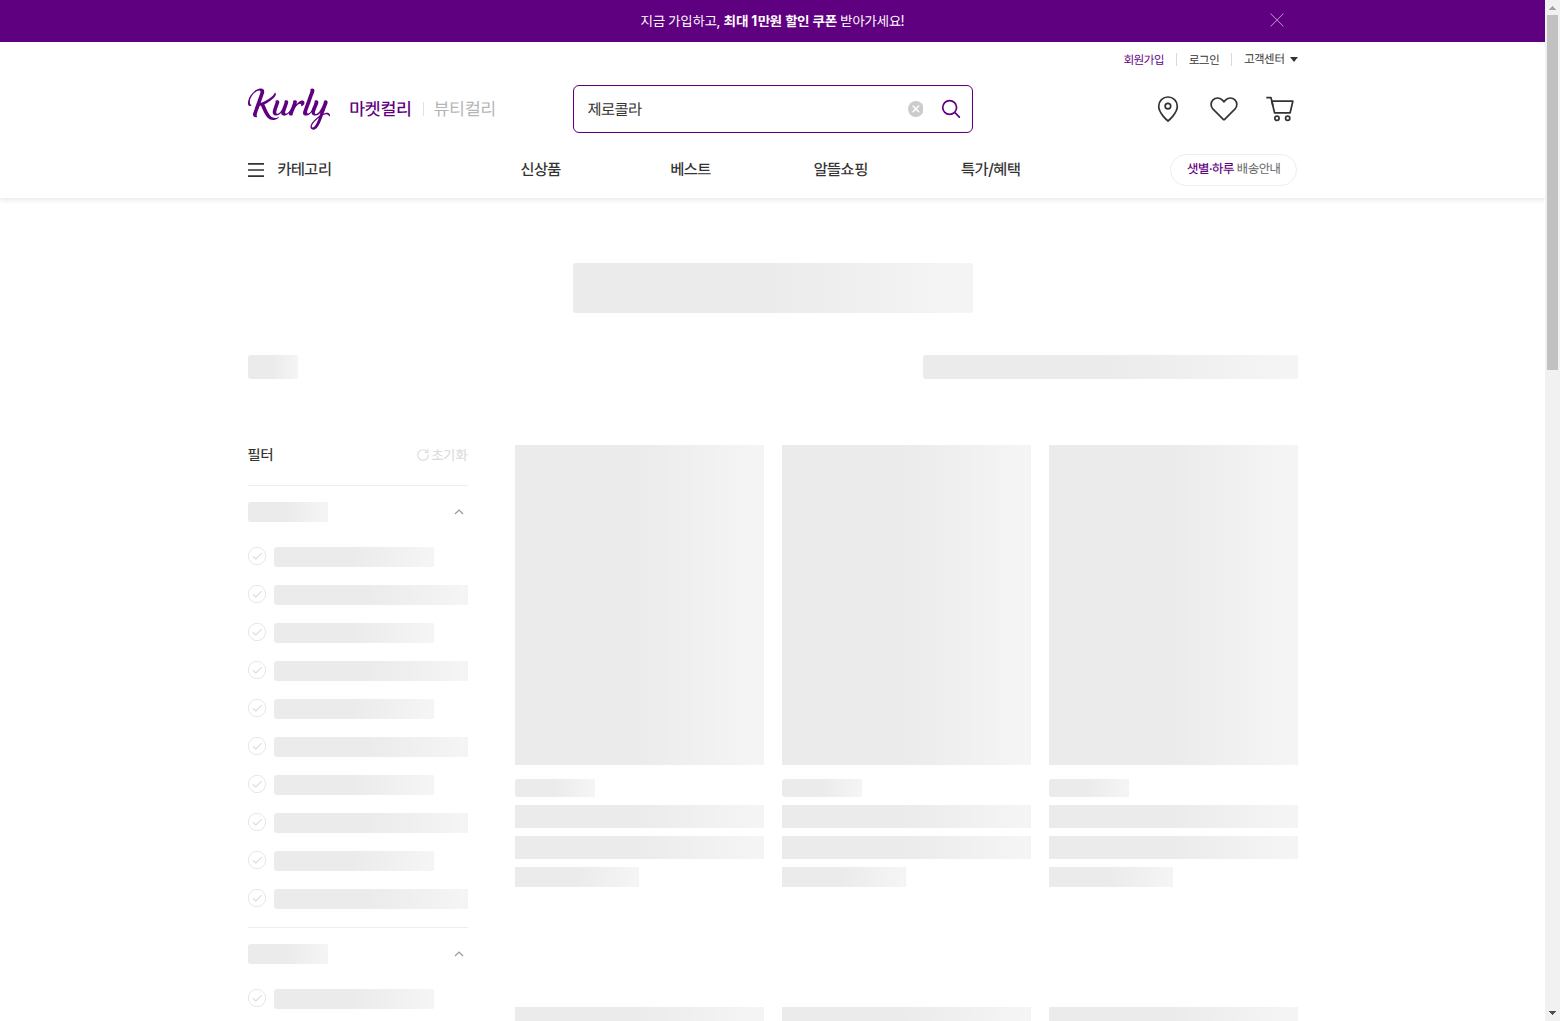 지금 가입하고, 최대 1만원 할인 쿠폰 받아가세요!
회원가입
로그인
고객센터
Kurly
마켓컬리
뷰티컬리
제로콜라
카테고리
신상품
베스트
알뜰쇼핑
특가/혜택
샛별·하루 배송안내
필터
초기화